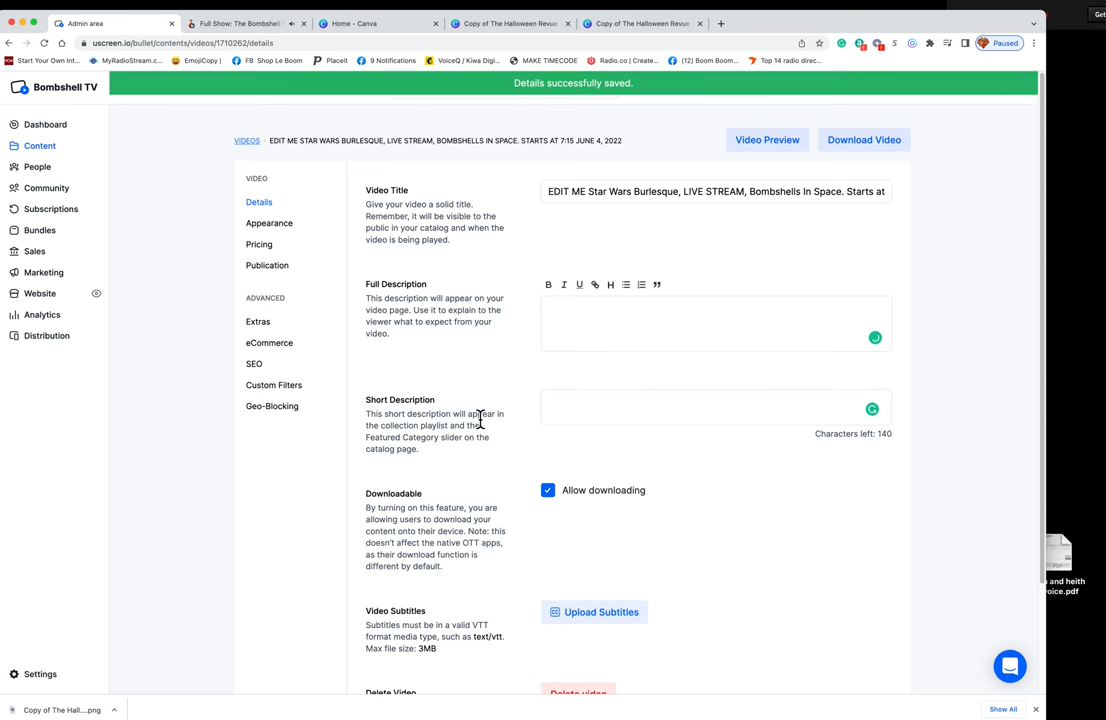 Get
Admin area
Full Show: The Bombshell
Home - Canva
Copy of The Halloween Revue
Copy of The Halloween Revue
uscreen.io/bullet/contents/videos/1710262/details
Paused
Start Your Own Int...
MyRadioStream.c...
EmojiCopy |
FB Shop Le Boom
Placeit
9 Notifications
VoiceQ / Kiwa Digi...
MAKE TIMECODE
Radio.co | Create...
(12) Boom Boom...
Top 14 radio direc...
Bombshell TV
Details successfully saved.
Dashboard
Content
People
Community
Subscriptions
Bundles
Sales
Marketing
Website
Analytics
Distribution
Settings
VIDEOS › EDIT ME STAR WARS BURLESQUE, LIVE STREAM, BOMBSHELLS IN SPACE. STARTS AT 7:15 JUNE 4, 2022
Video Preview
Download Video
VIDEO
Details
Appearance
Pricing
Publication
ADVANCED
Extras
eCommerce
SEO
Custom Filters
Geo-Blocking
Video Title
Give your video a solid title.
Remember, it will be visible to the
public in your catalog and when the
video is being played.
EDIT ME Star Wars Burlesque, LIVE STREAM, Bombshells In Space. Starts at
Full Description
This description will appear on your
video page. Use it to explain to the
viewer what to expect from your
video.
B I U H
Short Description
This short description will appear in
the collection playlist and the
Featured Category slider on the
catalog page.
Characters left: 140
Downloadable
By turning on this feature, you are
allowing users to download your
content onto their device. Note: this
doesn't affect the native OTT apps,
as their download function is
different by default.
Allow downloading
Video Subtitles
Subtitles must be in a valid VTT
format media type, such as text/vtt.
Max file size: 3MB
Upload Subtitles
Delete Video
Delete video
PDF
and heith
voice.pdf
Copy of The Hall....png
Show All